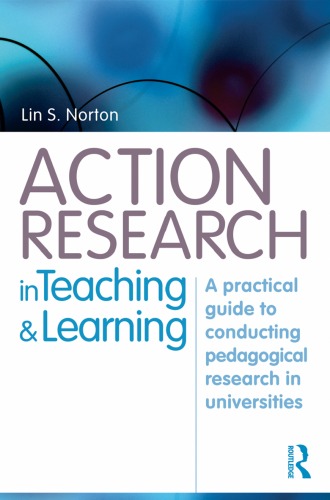 Lin S. Norton
ACTION
RESEARCH
in Teaching
& Learning
A practical
guide to
conducting
pedagogical
research in
universities
ROUTLEDGE